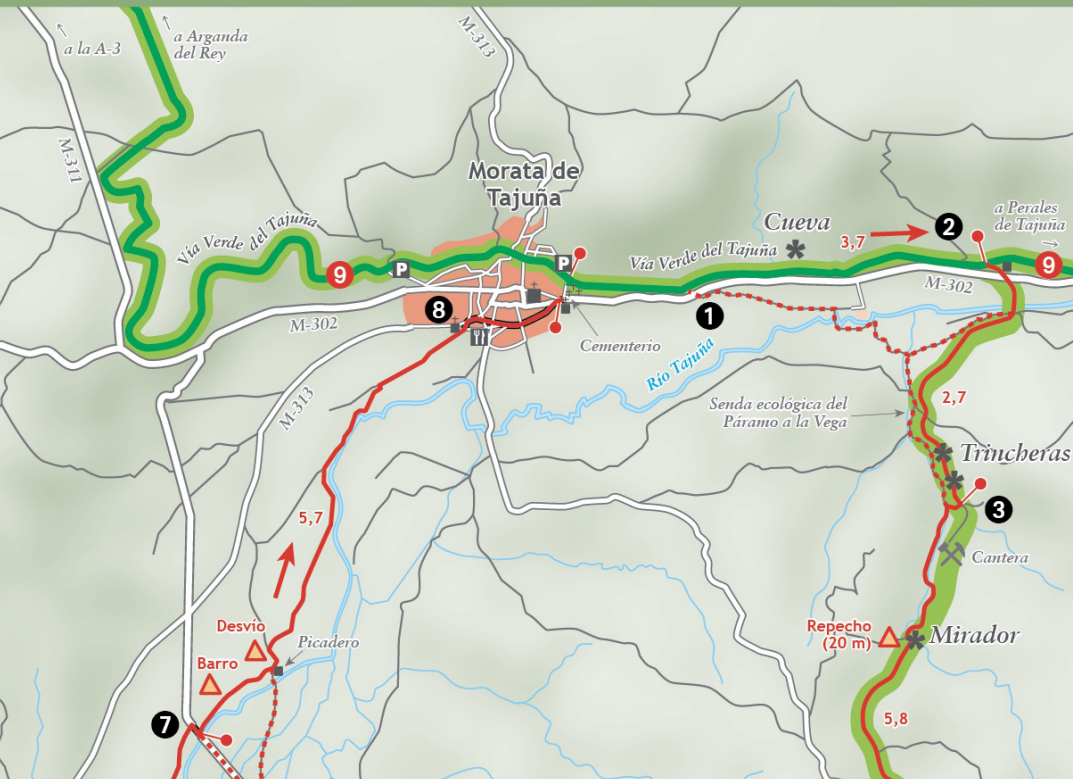 a la A-3
a Arganda
del Rey
M-313
M-311
Morata de
Tajuña
Cueva
3,7
2
a Perales
de Tajuña
Vía Verde del Tajuña
Vía Verde del Tajuña
9
P
P
9
M-302
8
1
M-302
Cementerio
Río Tajuña
M-313
Senda ecológica del
Páramo a la Vega
2,7
Trincheras
3
5,7
Cantera
Desvío
Picadero
Repecho
(20 m)
Mirador
Barro
7
5,8